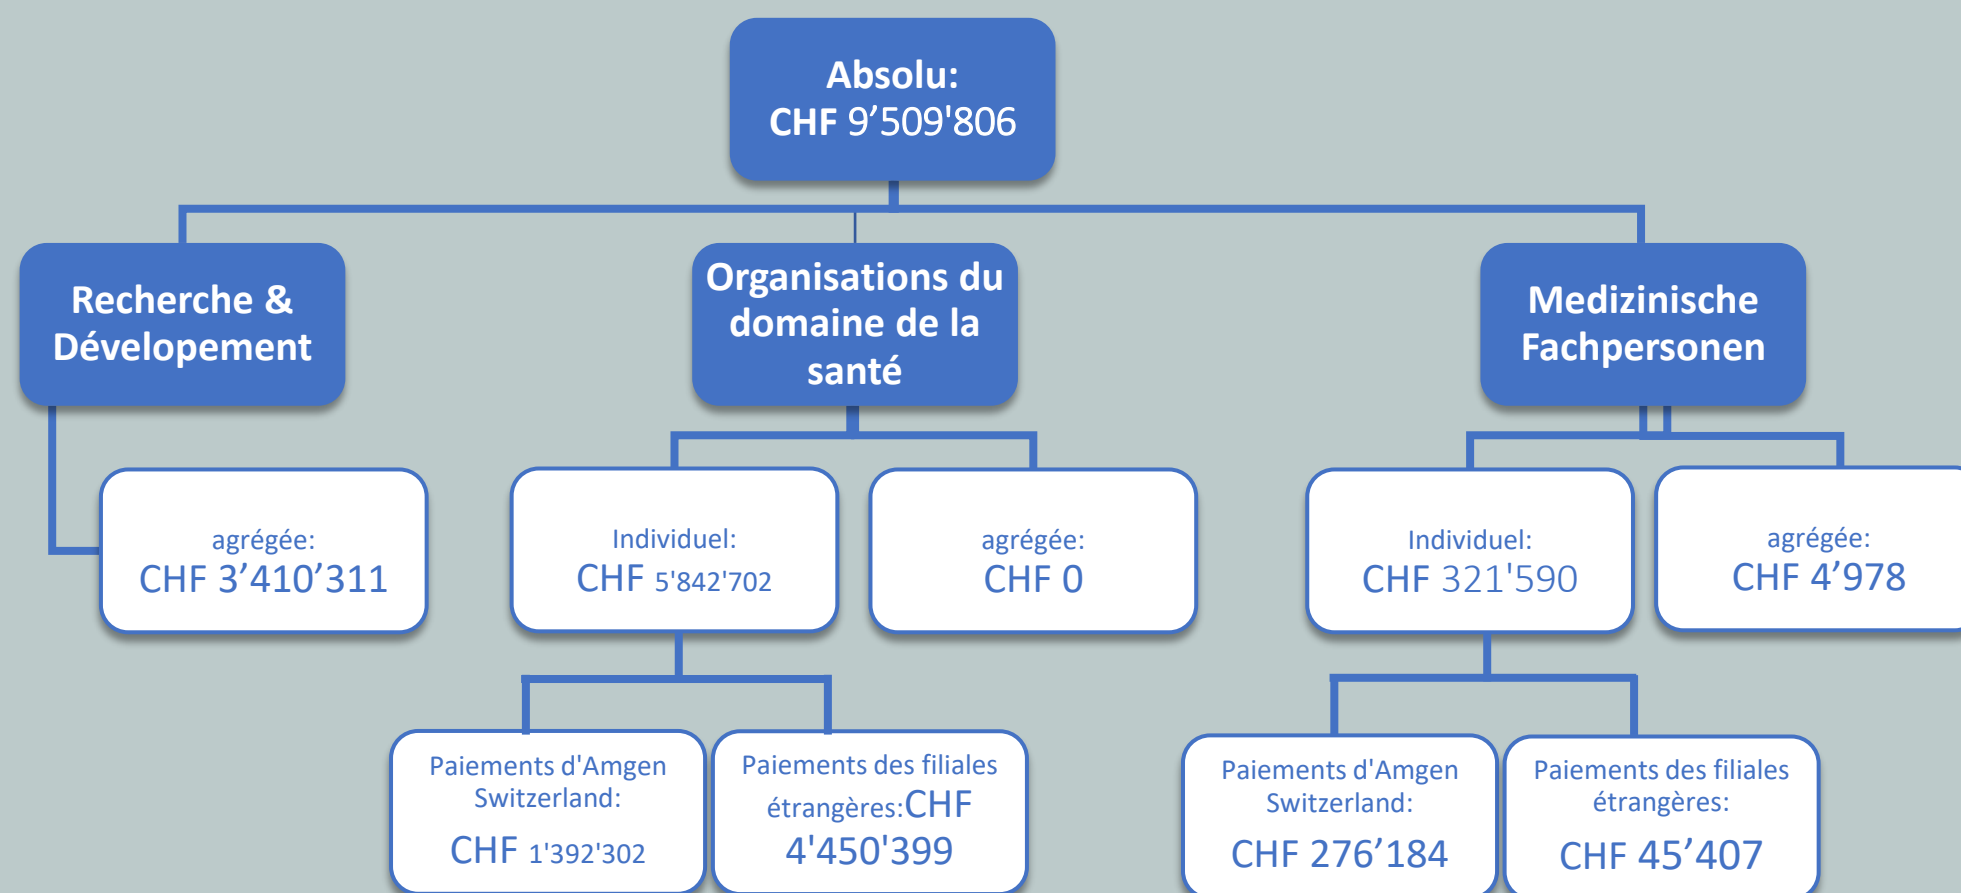 Absolu:
CHF 9’509'806
Recherche &
Dévelopement
Organisations du
domaine de la
santé
Medizinische
Fachpersonen
agrégée:
CHF 3’410’311
Individuel:
CHF 5'842'702
agrégée:
CHF 0
Individuel:
CHF 321'590
agrégée:
CHF 4’978
Paiements d'Amgen
Switzerland:
CHF 1'392'302
Paiements des filiales
étrangères:CHF
4'450'399
Paiements d'Amgen
Switzerland:
CHF 276’184
Paiements des filiales
étrangères:
CHF 45’407